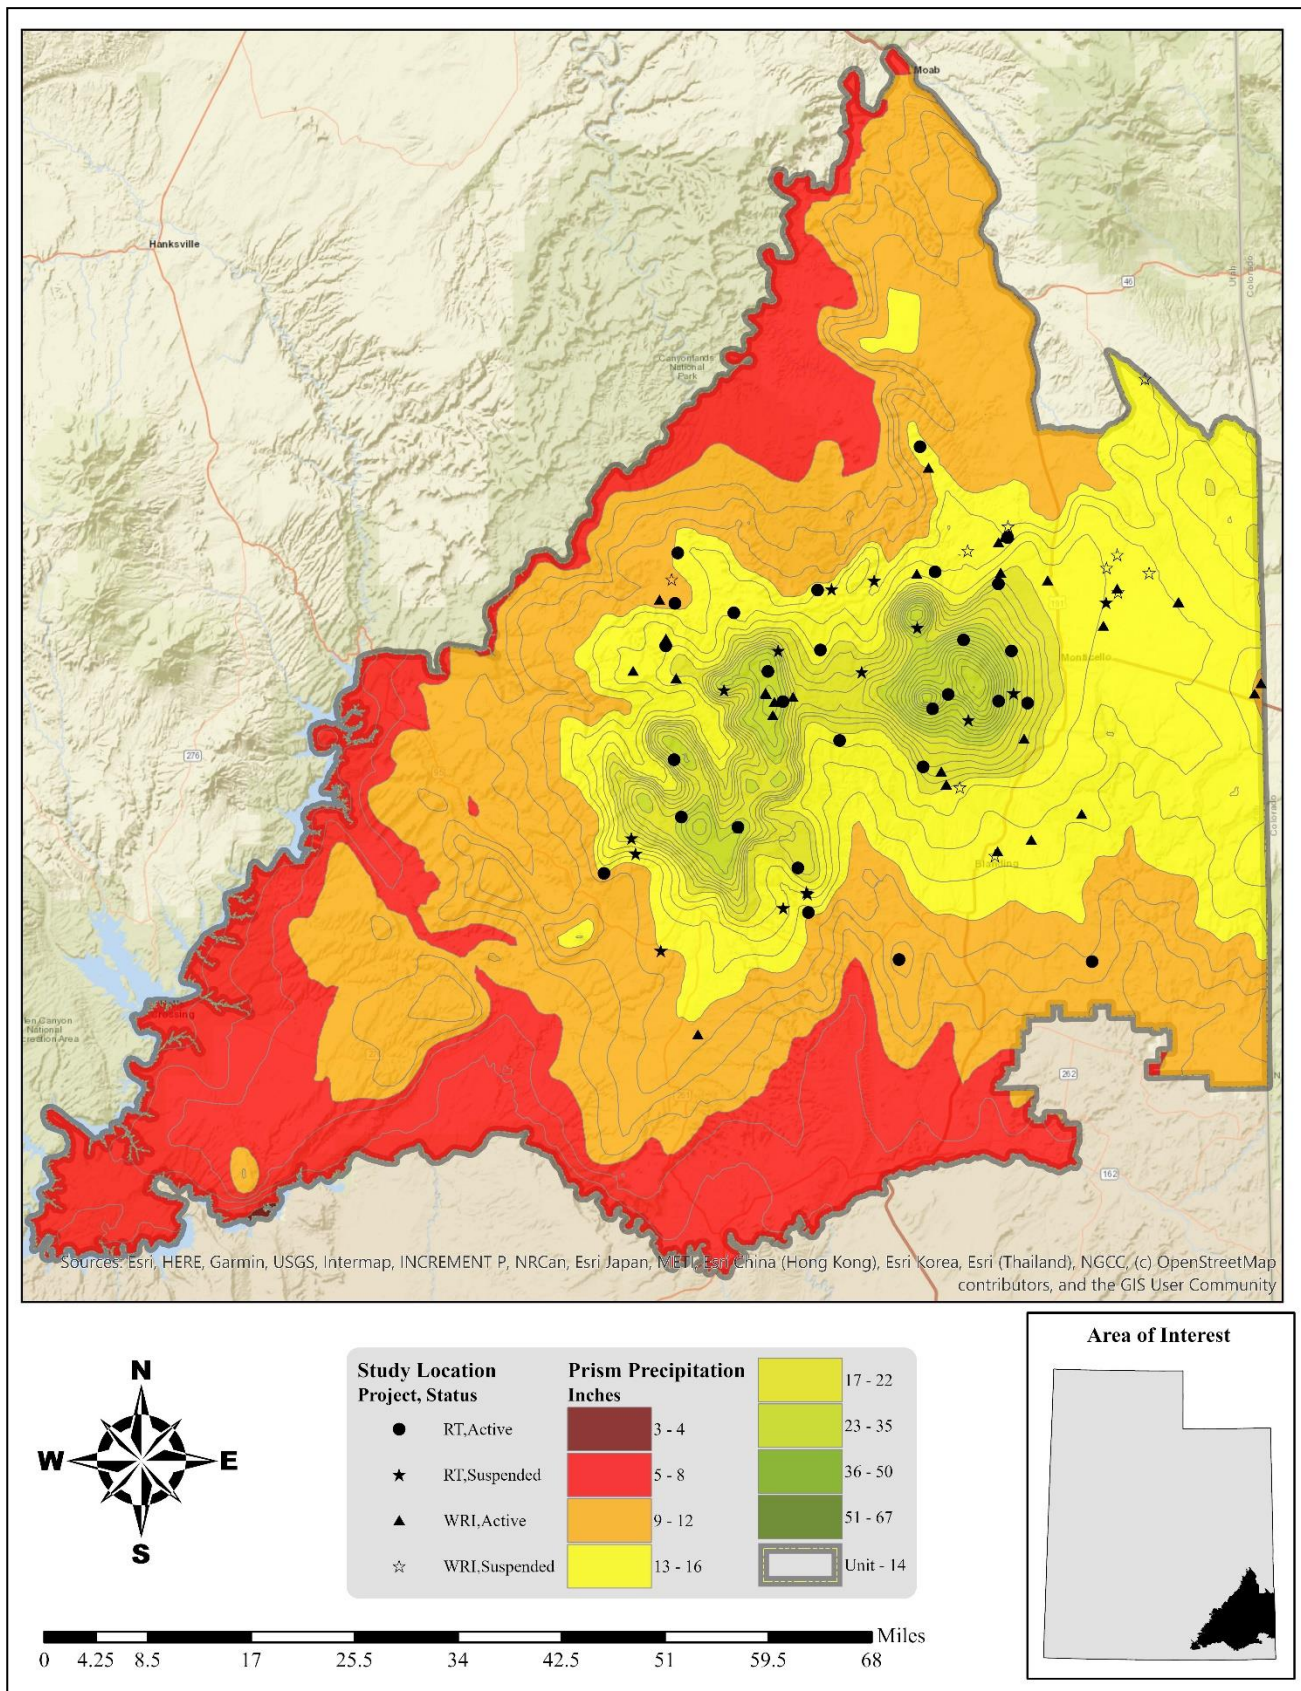 Moab
Hanksville
46
Utah
Colorado
Canyonlands
National
Park
191
Monticello
276
95
Colorado
Blanding
Crossing
en Canyon
National
creation Area
262
162
Sources: Esri, HERE, Garmin, USGS, Intermap, INCREMENT P, NRCan, Esri Japan, METI, Esri China (Hong Kong), Esri Korea, Esri (Thailand), NGCC, (c) OpenStreetMap
contributors, and the GIS User Community
N
W
E
S
Study Location
Project, Status
RT,Active
RT,Suspended
WRI,Active
WRI,Suspended
Prism Precipitation
Inches
3 - 4
5 - 8
9 - 12
13 - 16
17 - 22
23 - 35
36 - 50
51 - 67
Unit - 14
Area of Interest
Miles
0 4.25 8.5 17 25.5 34 42.5 51 59.5 68